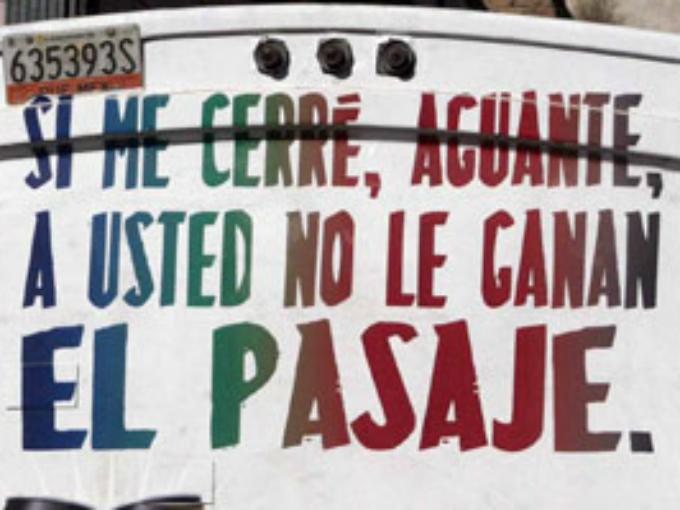 635393S
SI ME CERRÉ, AGUANTE,
A USTED NO LE GANAN
EL PASAJE.